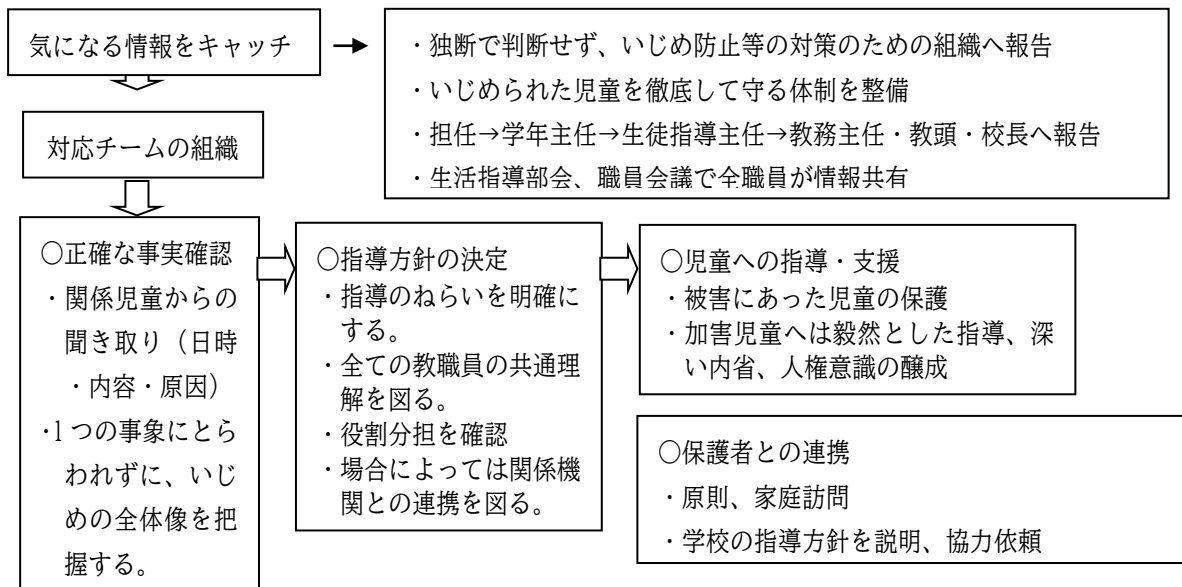 気になる情報をキャッチ
・独断で判断せず、いじめ防止等の対策のための組織へ報告
・いじめられた児童を徹底して守る体制を整備
・担任→学年主任→生徒指導主任→教務主任・教頭・校長へ報告
・生活指導部会、職員会議で全職員が情報共有
対応チームの組織
○正確な事実確認
・関係児童からの
聞き取り（日時
・内容・原因）
・1つの事象にとら
われずに、いじ
めの全体像を把
握する。
○指導方針の決定
・指導のねらいを明確に
する。
・全ての教職員の共通理
解を図る。
・役割分担を確認
・場合によっては関係機
関との連携を図る。
○児童への指導・支援
・被害にあった児童の保護
・加害児童へは毅然とした指導、深
い内省、人権意識の醸成
○保護者との連携
・原則、家庭訪問
・学校の指導方針を説明、協力依頼